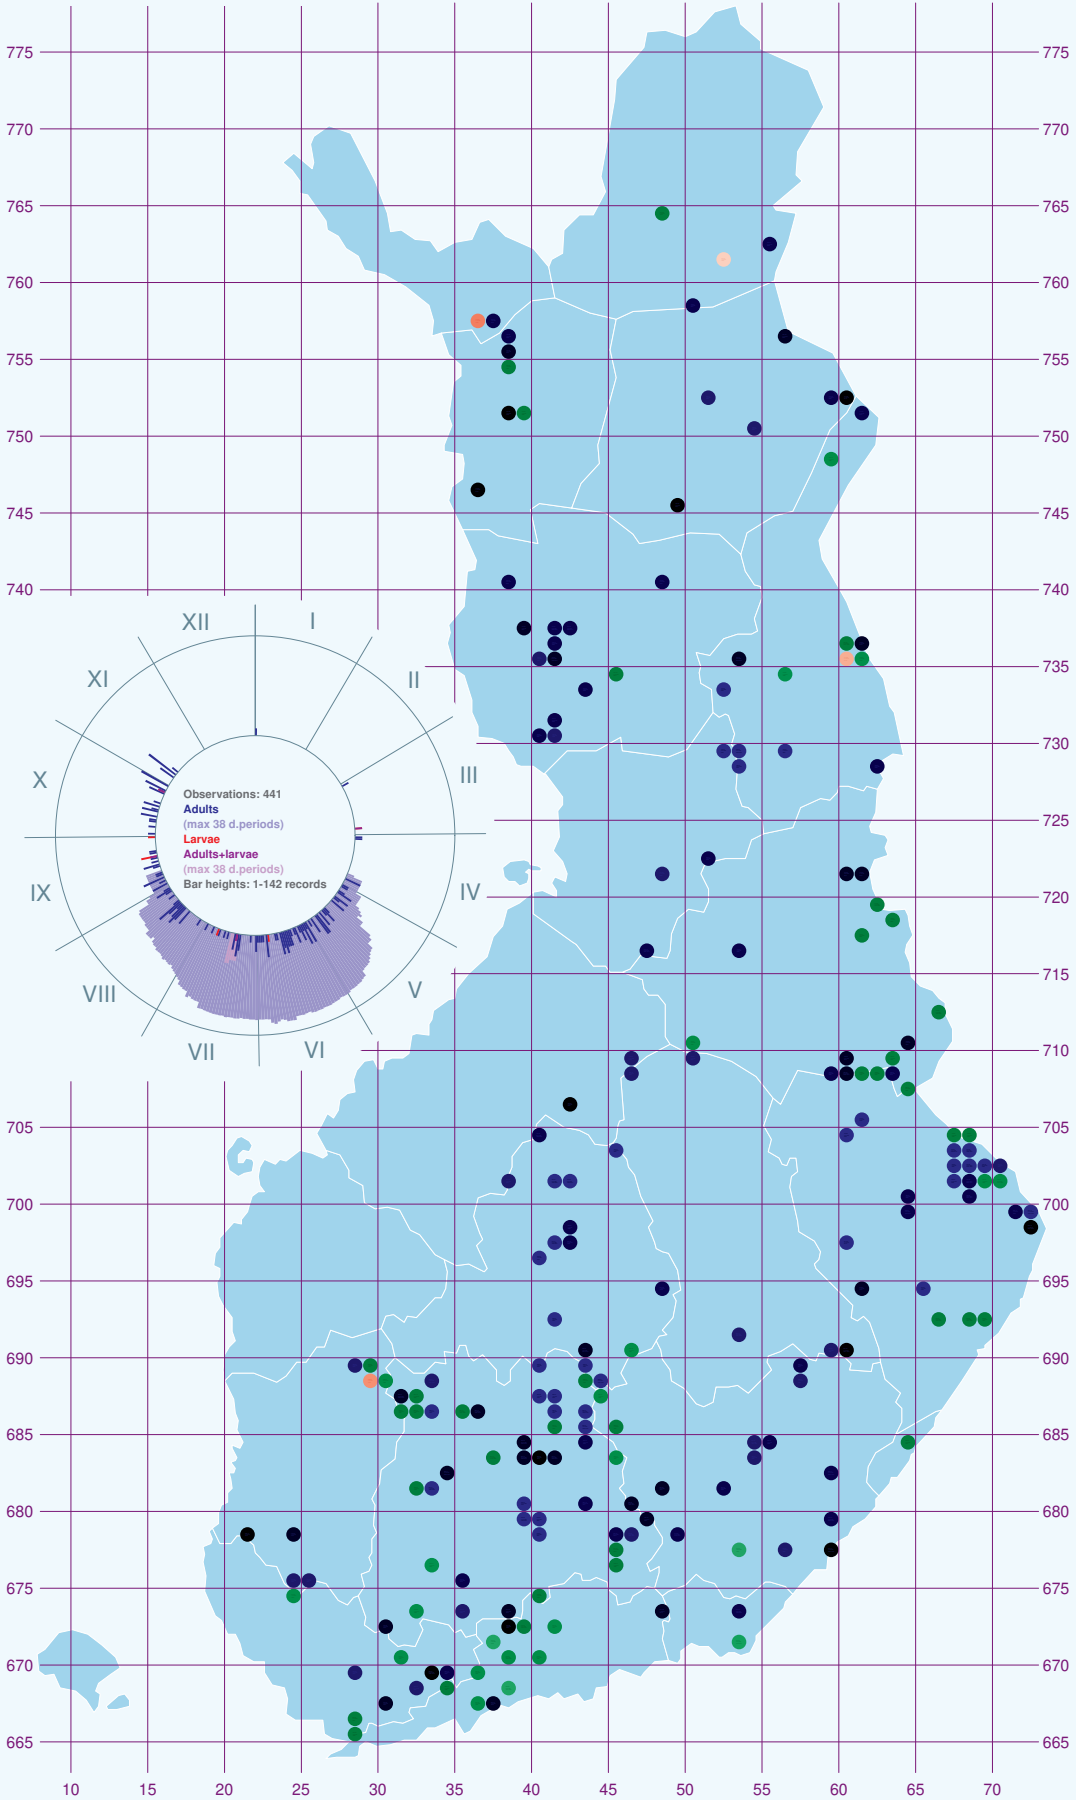 775 775
770 770
765 765
760 760
755 755
750 750
745 745
740 740
XII I
735 735
XI II
730 730
X III
Observations: 441
Adults
(max 38 d.periods)
725 725
Larvae
Adults+larvae
(max 38 d.periods)
Bar heights: 1-142 records
IX IV
720 720
715 715
VIII V
VII VI
710 710
705 705
700 700
695 695
690 690
685 685
680 680
675 675
670 670
665 665
10 15 20 25 30 35 40 45 50 55 60 65 70